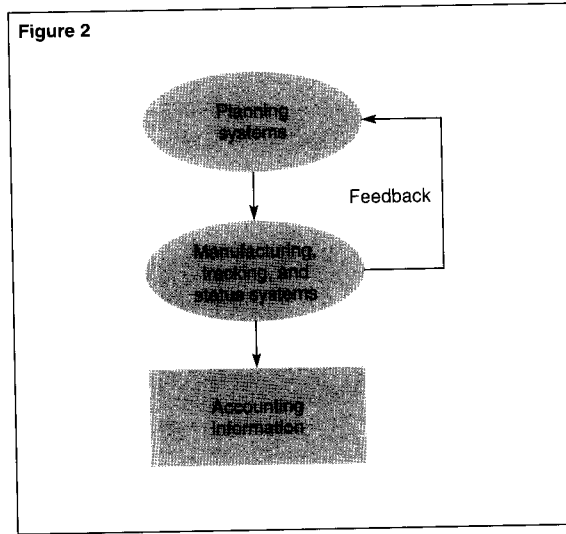 Figure 2
Planning
systems
Feedback
Manufacturing,
tracking, and
status systems
Accounting
information